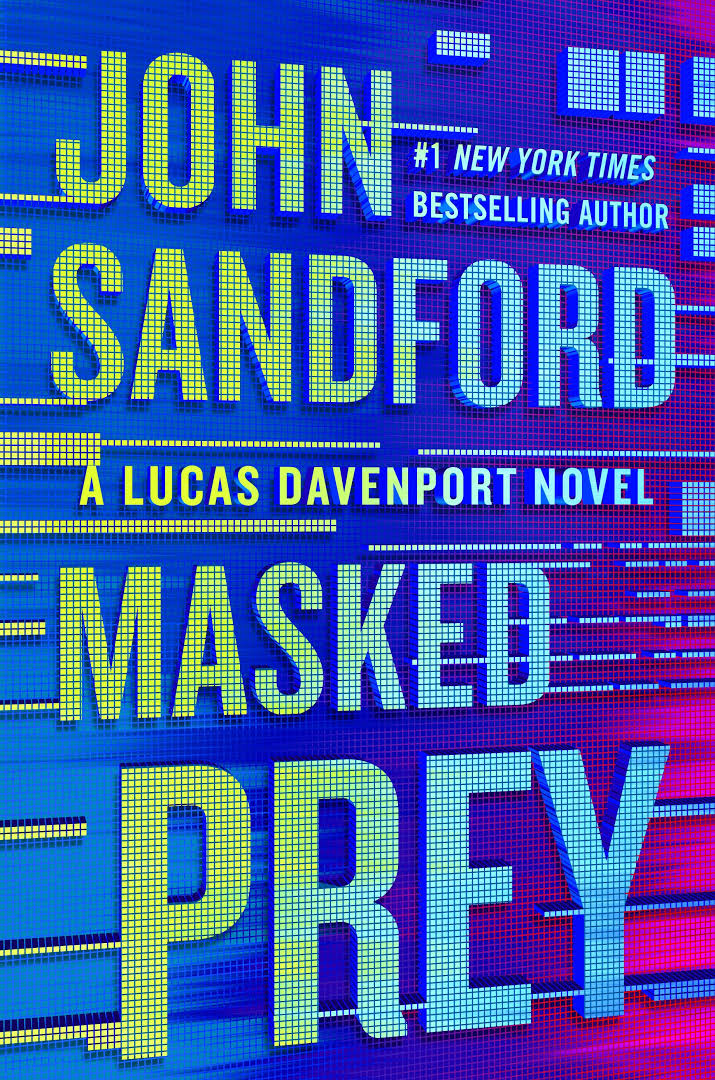 JOHN
#1 NEW YORK TIMES
BESTSELLING AUTHOR
SANDFORD
A LUCAS DAVENPORT NOVEL
MASKED
PREY